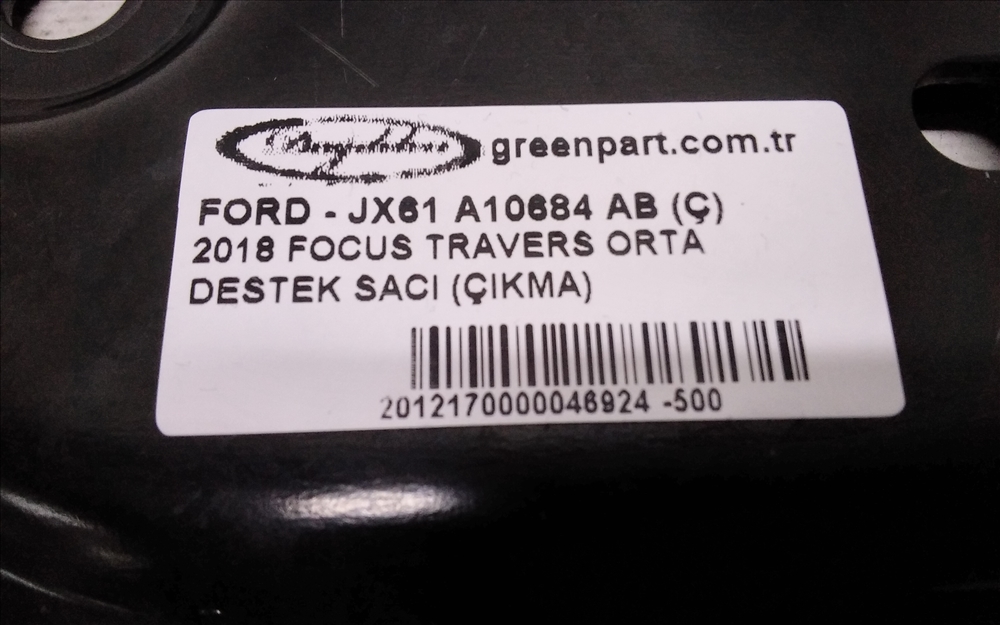 greenpart.com.tr
FORD - JX61 A10684 AB (Ç)
2018 FOCUS TRAVERS ORTA
DESTEK SACI (ÇIKMA)
2012170000046924 -500